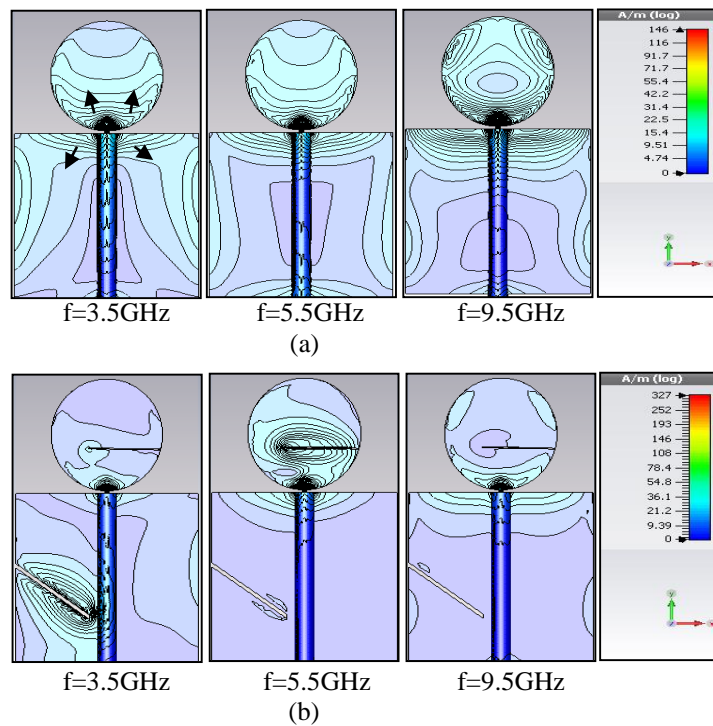 A/m (log)
146
116
91.7
71.7
55.4
42.2
31.4
22.5
15.4
9.51
4.74
0
y
z
x
f=3.5GHz f=5.5GHz f=9.5GHz
(a)
A/m (log)
327
252
193
146
108
78.4
54.8
36.1
21.2
9.39
0
y
z
x
f=3.5GHz f=5.5GHz f=9.5GHz
(b)